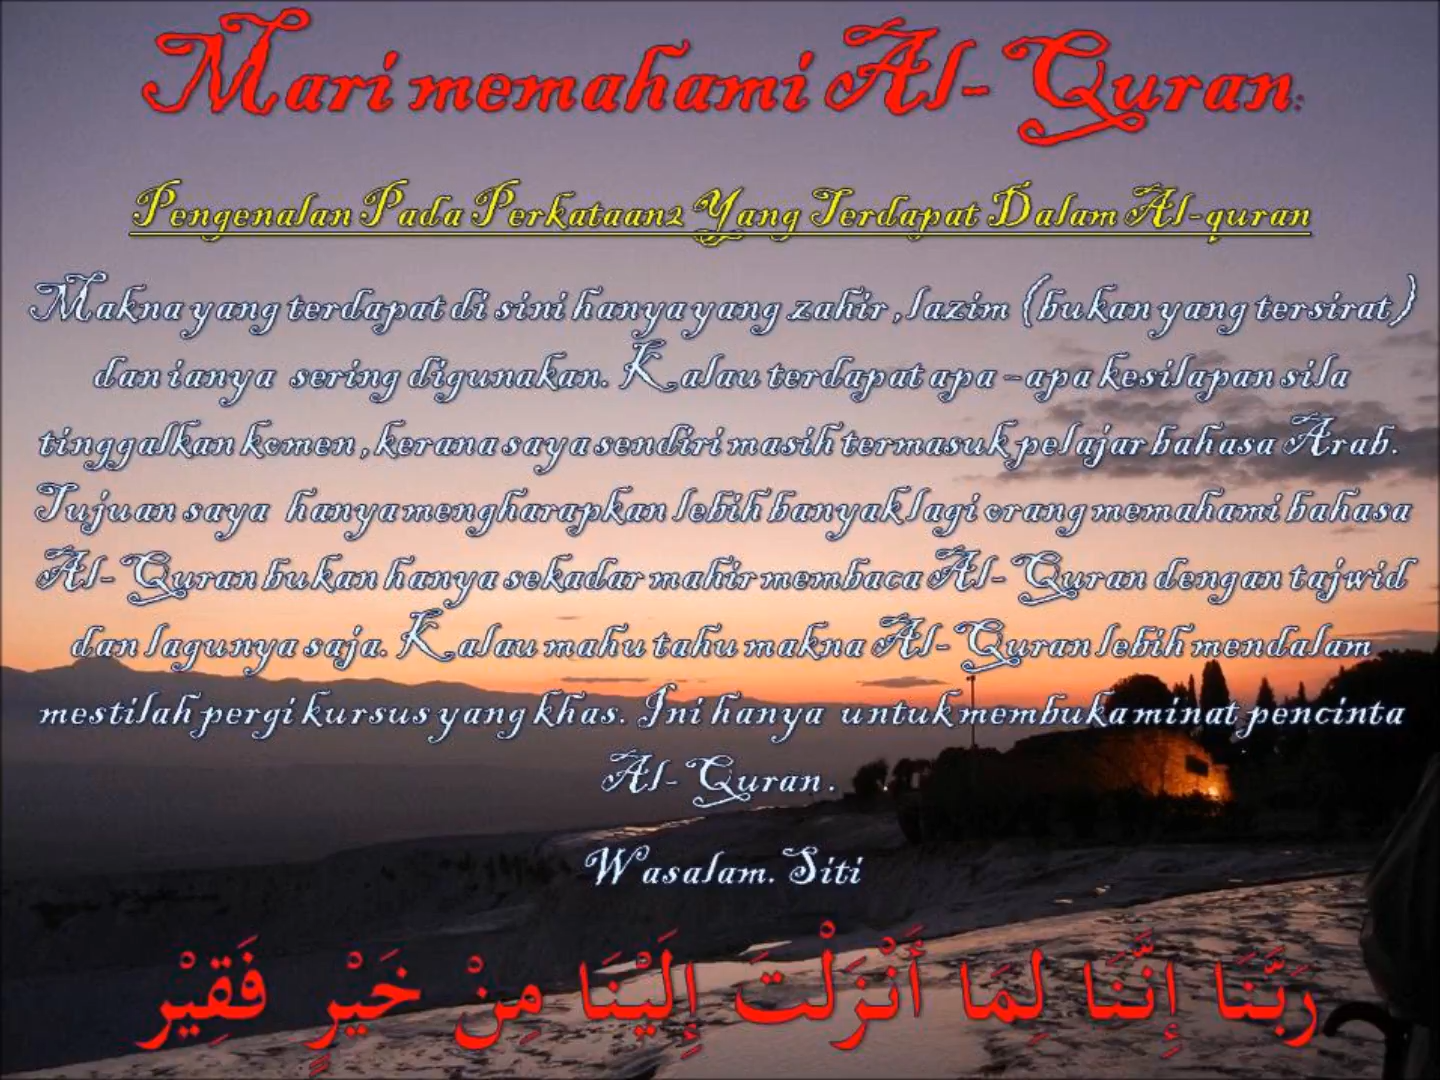 Mari memahami Al-Quran:
Pengenalan Pada Perkataan2 Yang Terdapat Dalam Al-quran
Makna yang terdapat di sini hanya yang zahir, lazim (bukan yang tersirat)
dan ianya sering digunakan. Kalau terdapat apa-apa kesilapan sila
tinggalkan komen, kerana saya sendiri masih termasuk pelajar bahasa Arab.
Tujuan saya hanya mengharapkan lebih banyak lagi orang memahami bahasa
Al-Quran bukan hanya sekadar mahir membaca Al-Quran dengan tajwid
dan lagunya saja. Kalau mahu tahu makna Al-Quran lebih mendalam
mestilah pergi kursus yang khas. Ini hanya untuk membuka minat pencinta
Al-Quran.
Wasalam. Siti
رَبَّنَا إِنَّنَا لِمَا أَنْزَلْتَ إِلَيْنَا مِنْ خَيْرٍ فَقِيْر